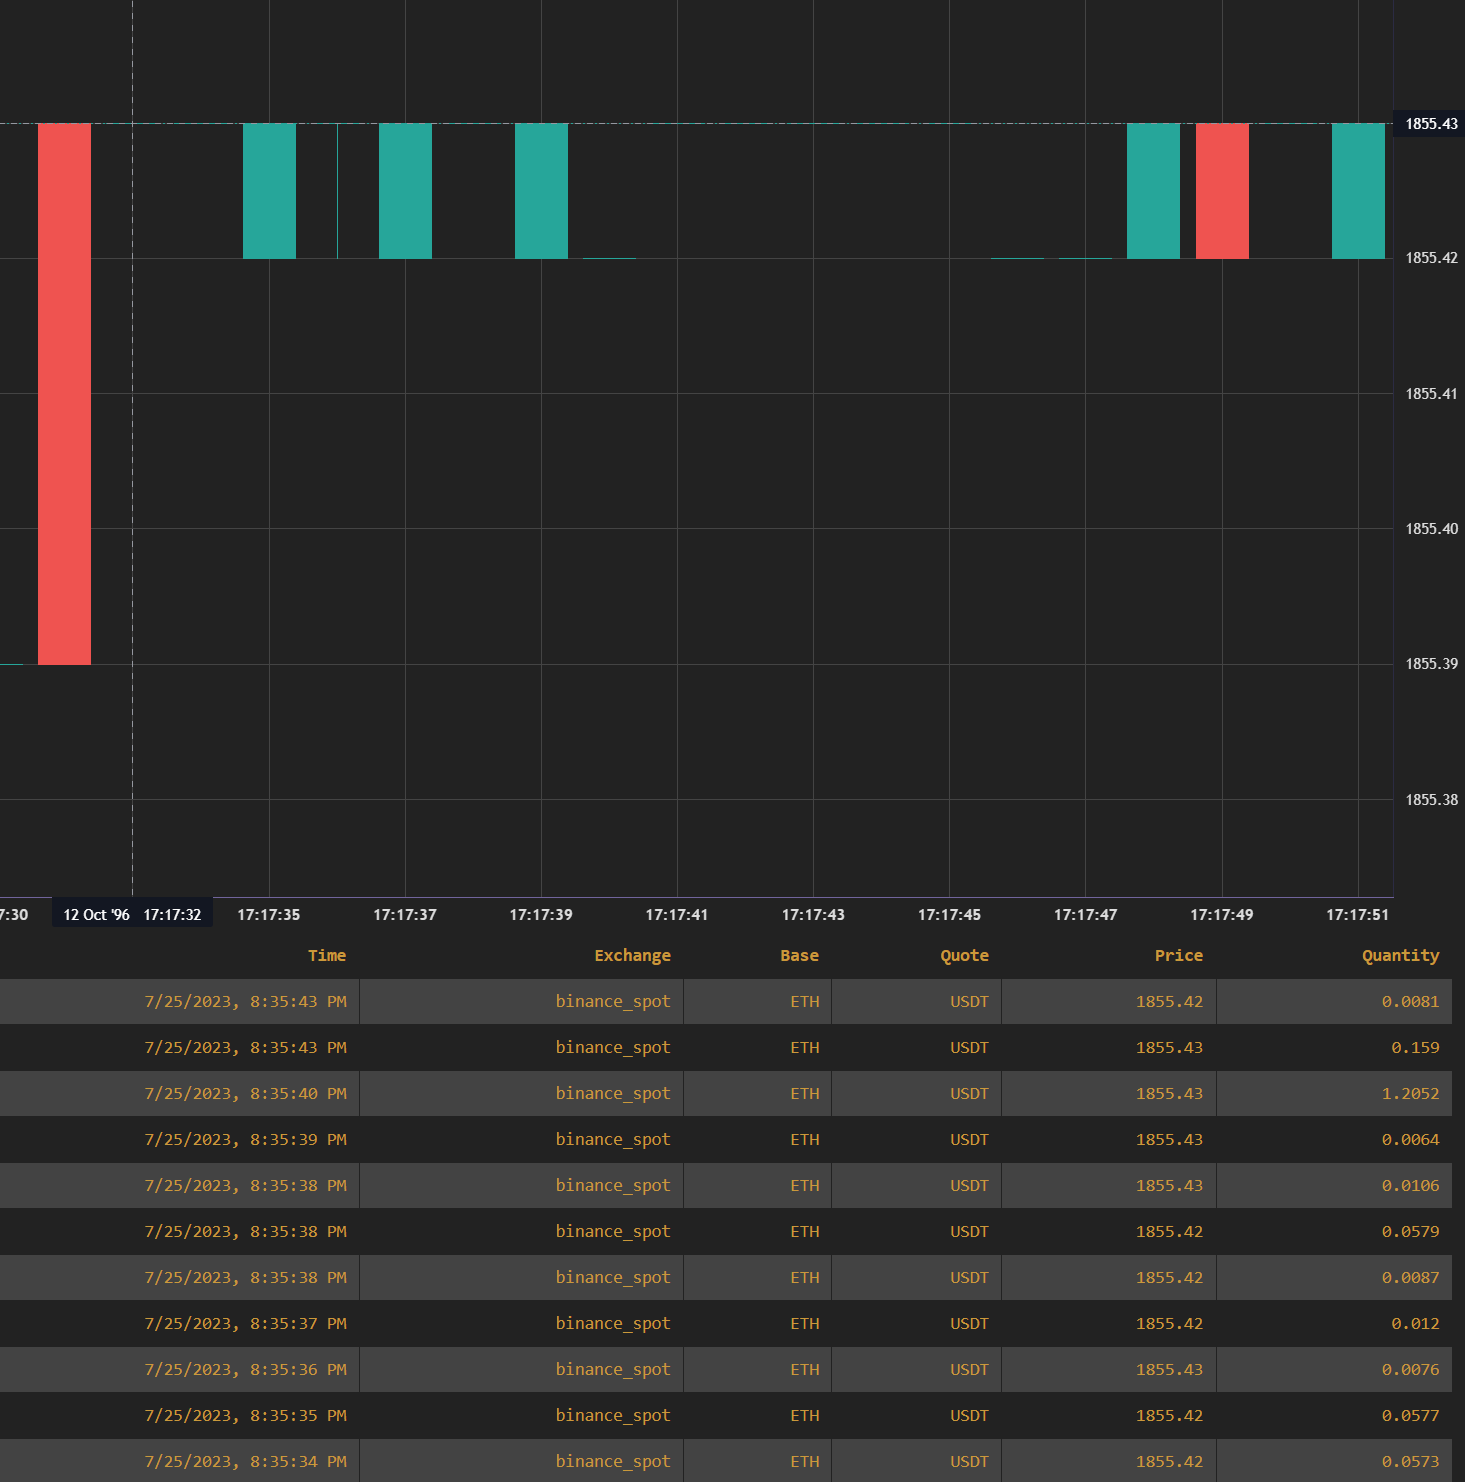 1855.43
1855.42
1855.41
1855.40
1855.39
1855.38
7:30 12 Oct '96 17:17:32 17:17:35 17:17:37 17:17:39 17:17:41 17:17:43 17:17:45 17:17:47 17:17:49 17:17:51
Time Exchange Base Quote Price Quantity
7/25/2023, 8:35:43 PM binance_spot ETH USDT 1855.42 0.0081
7/25/2023, 8:35:43 PM binance_spot ETH USDT 1855.43 0.159
7/25/2023, 8:35:40 PM binance_spot ETH USDT 1855.43 1.2052
7/25/2023, 8:35:39 PM binance_spot ETH USDT 1855.43 0.0064
7/25/2023, 8:35:38 PM binance_spot ETH USDT 1855.43 0.0106
7/25/2023, 8:35:38 PM binance_spot ETH USDT 1855.42 0.0579
7/25/2023, 8:35:38 PM binance_spot ETH USDT 1855.42 0.0087
7/25/2023, 8:35:37 PM binance_spot ETH USDT 1855.42 0.012
7/25/2023, 8:35:36 PM binance_spot ETH USDT 1855.43 0.0076
7/25/2023, 8:35:35 PM binance_spot ETH USDT 1855.42 0.0577
7/25/2023, 8:35:34 PM binance_spot ETH USDT 1855.42 0.0573